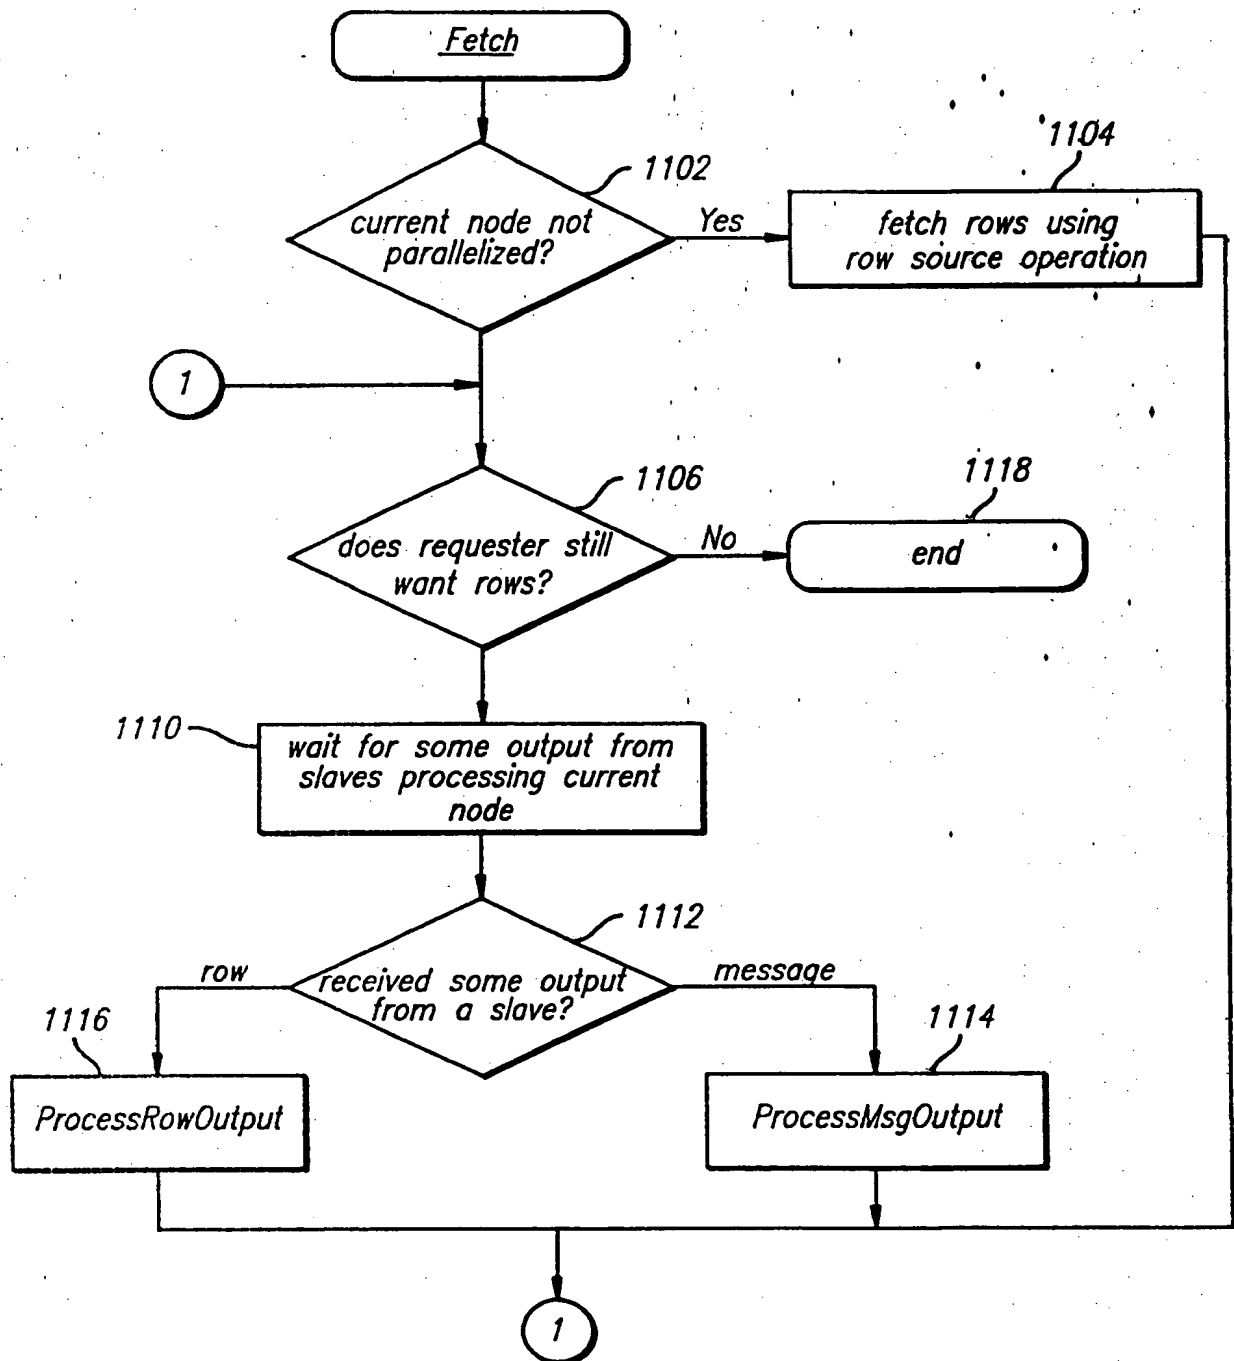 Fetch
1102
1104
current node not
parallelized?
Yes
fetch rows using
row source operation
1
1106
1118
does requester still
want rows?
No
end
1110
wait for some output from
slaves processing current
node
1112
row
received some output
from a slave?
message
1116
1114
ProcessRowOutput
ProcessMsgOutput
1